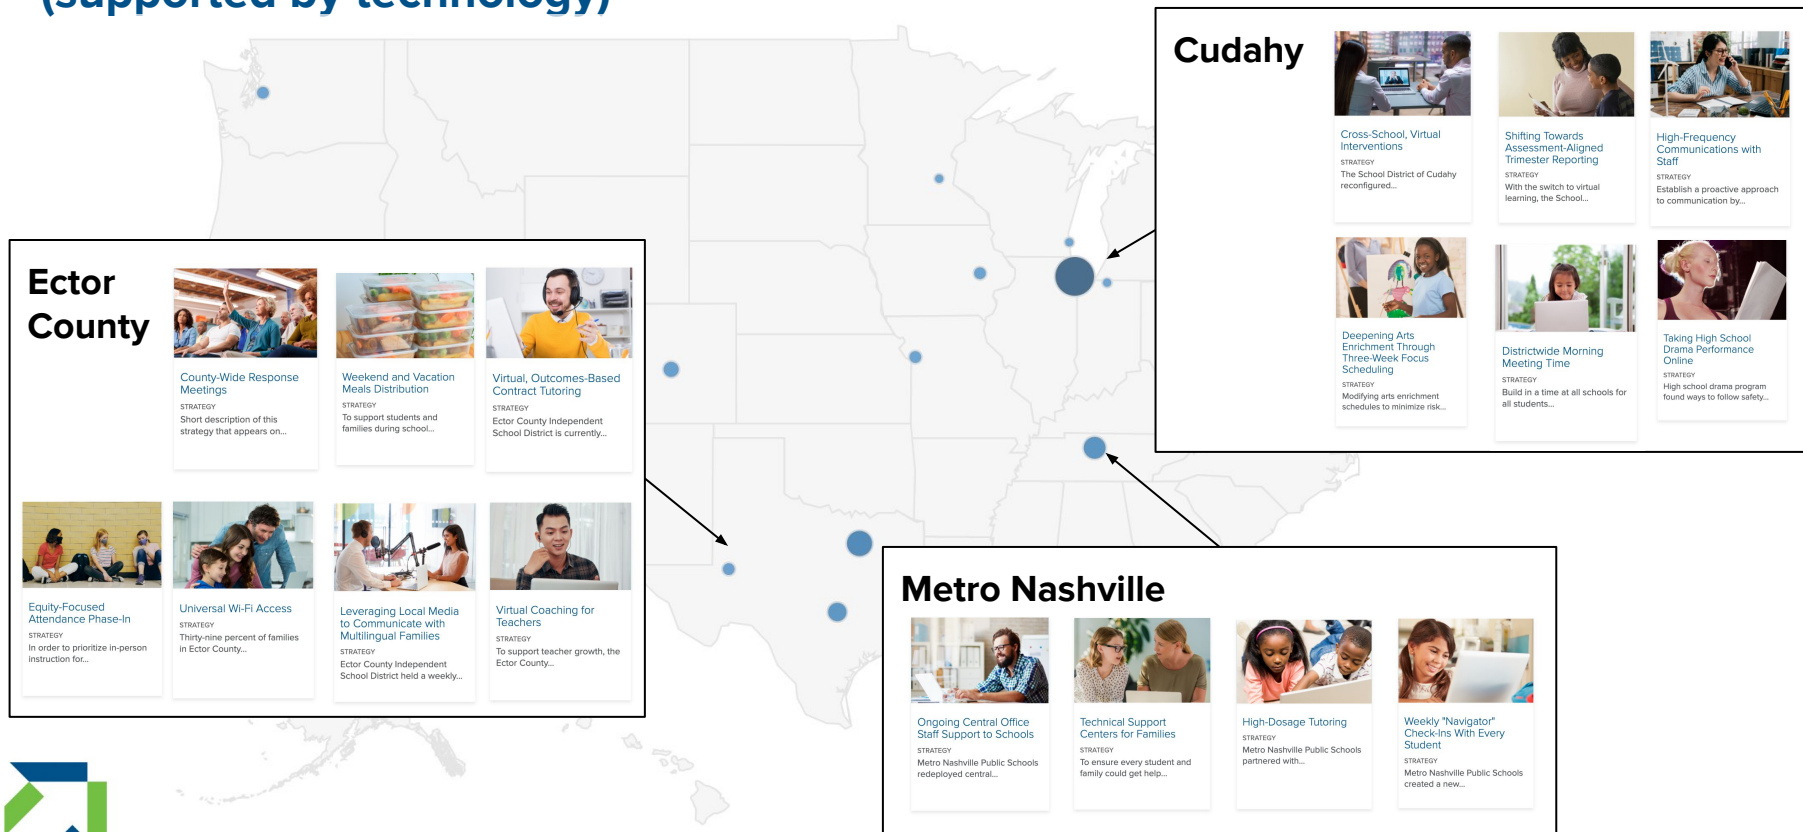 (supported by technology)
Cudahy
Cross-School, Virtual
Interventions
STRATEGY
The School District of Cudahy
reconfigured...
Shifting Towards
Assessment-Aligned
Trimester Reporting
STRATEGY
With the switch to virtual
learning, the School...
High-Frequency
Communications with
Staff
STRATEGY
Establish a proactive approach
to communication by...
Deepening Arts
Enrichment Through
Three-Week Focus
Scheduling
STRATEGY
Modifying arts enrichment
schedules to minimize risk...
Districtwide Morning
Meeting Time
STRATEGY
Build in a time at all schools for
all students...
Taking High School
Drama Performance
Online
STRATEGY
High school drama program
found ways to follow safety...
Ector
County
County-Wide Response
Meetings
STRATEGY
Short description of this
strategy that appears on...
Weekend and Vacation
Meals Distribution
STRATEGY
To support students and
families during school...
Virtual, Outcomes-Based
Contract Tutoring
STRATEGY
Ector County Independent
School District is currently...
Equity-Focused
Attendance Phase-In
STRATEGY
In order to prioritize in-person
instruction for...
Universal Wi-Fi Access
STRATEGY
Thirty-nine percent of families
in Ector County...
Leveraging Local Media
to Communicate with
Multilingual Families
STRATEGY
Ector County Independent
School District held a weekly...
Virtual Coaching for
Teachers
STRATEGY
To support teacher growth, the
Ector County...
Metro Nashville
Ongoing Central Office
Staff Support to Schools
STRATEGY
Metro Nashville Public Schools
redeployed central...
Technical Support
Centers for Families
STRATEGY
To ensure every student and
family could get help...
High-Dosage Tutoring
STRATEGY
Metro Nashville Public Schools
partnered with...
Weekly "Navigator"
Check-Ins With Every
Student
STRATEGY
Metro Nashville Public Schools
created a new...